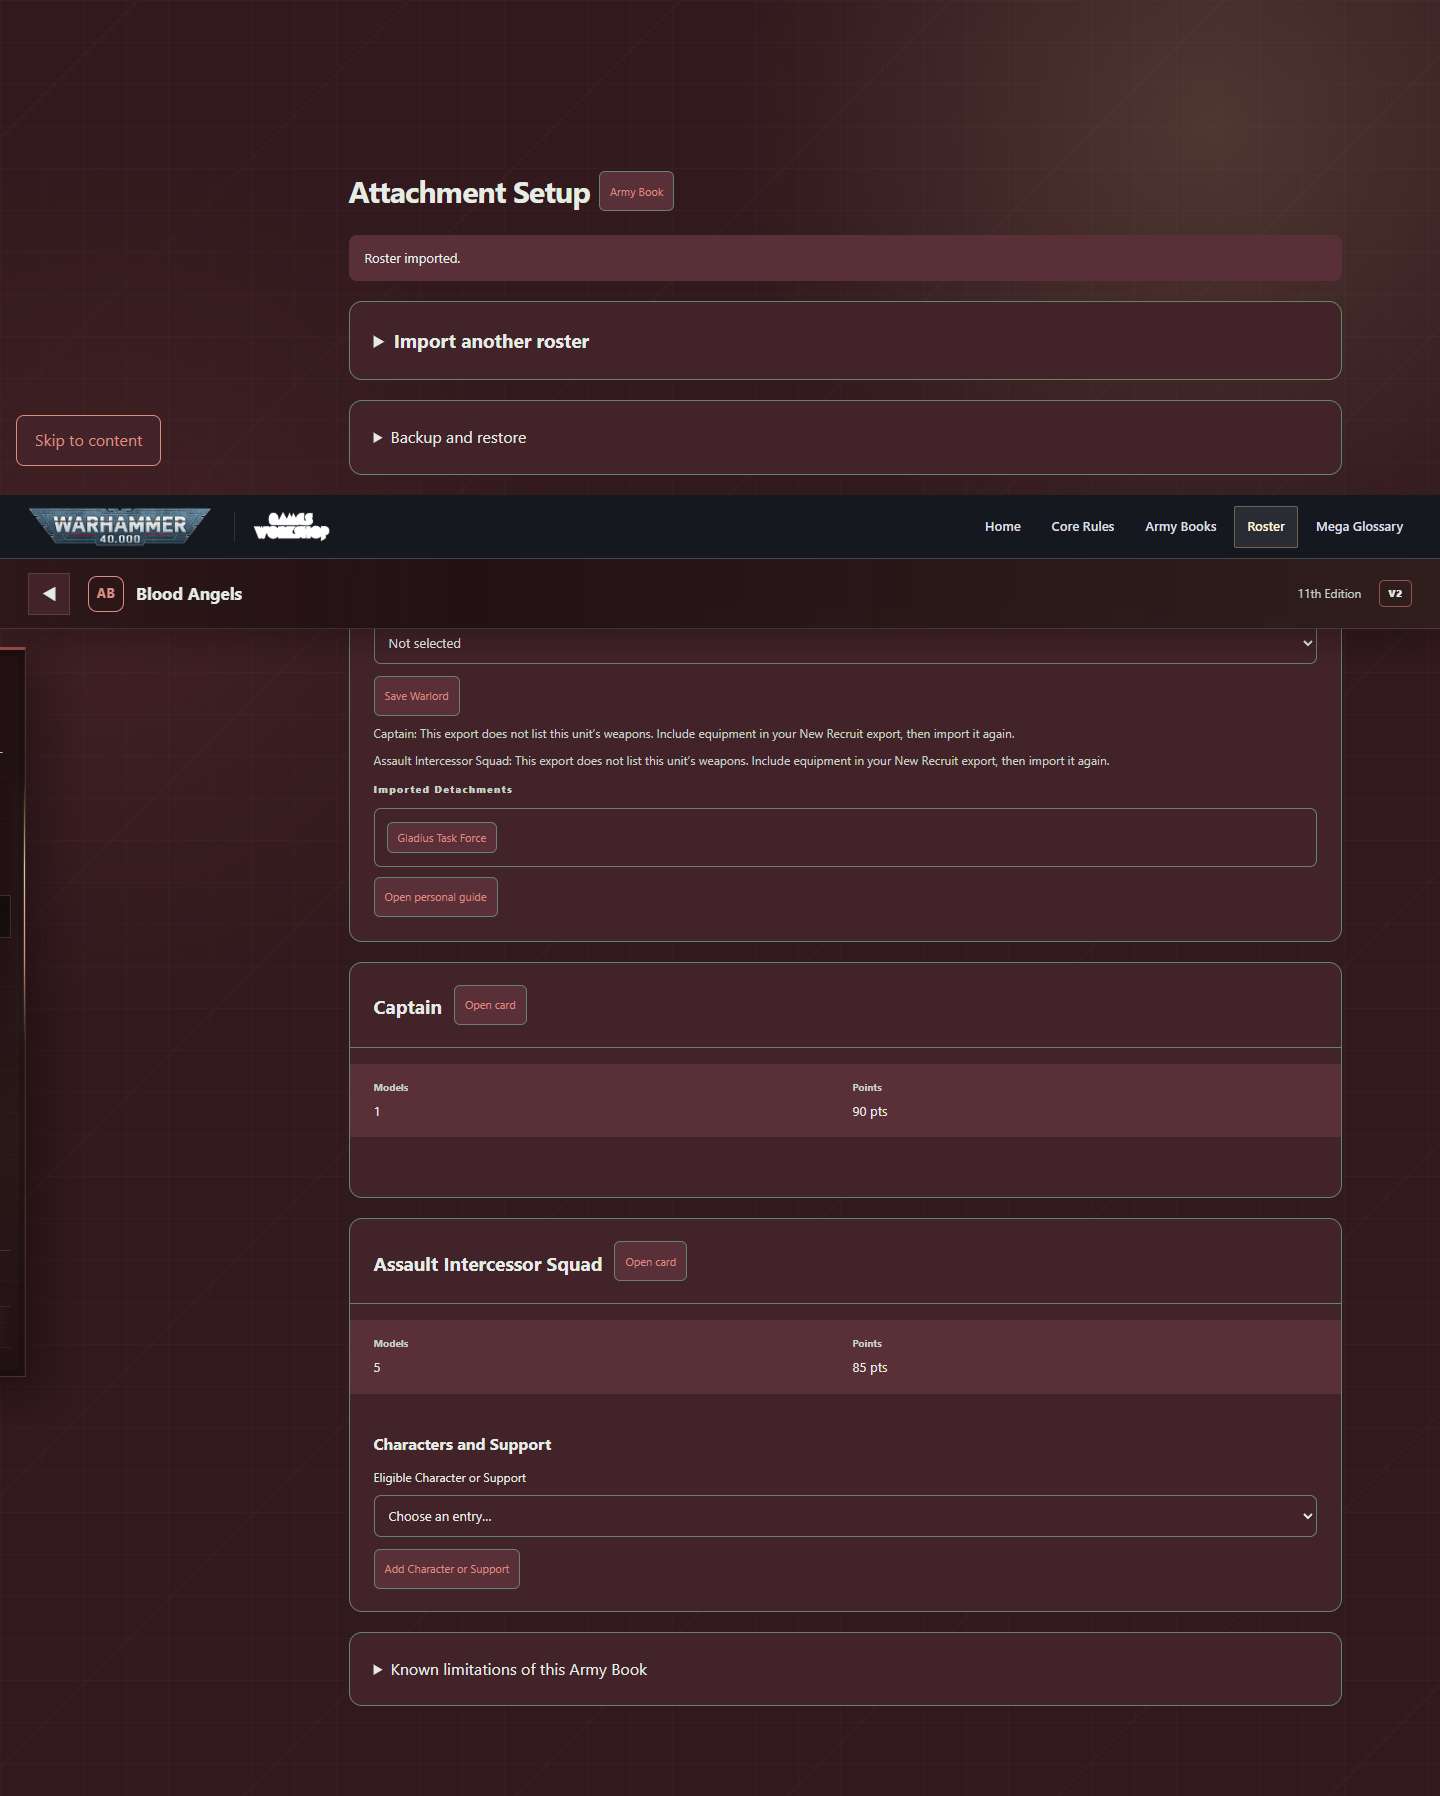 Attachment Setup
Army Book
Roster imported.
Import another roster
Backup and restore
Skip to content
WARHAMMER
40,000
GAMES
WORKSHOP
Home
Core Rules
Army Books
Roster
Mega Glossary
AB
Blood Angels
11th Edition
V2
Not selected
Save Warlord
Captain: This export does not list this unit's weapons. Include equipment in your New Recruit export, then import it again.
Assault Intercessor Squad: This export does not list this unit's weapons. Include equipment in your New Recruit export, then import it again.
Imported Detachments
Gladius Task Force
Open personal guide
Captain
Open card
Models
Points
1
90 pts
Assault Intercessor Squad
Open card
Models
Points
5
85 pts
Characters and Support
Eligible Character or Support
Choose an entry...
Add Character or Support
Known limitations of this Army Book